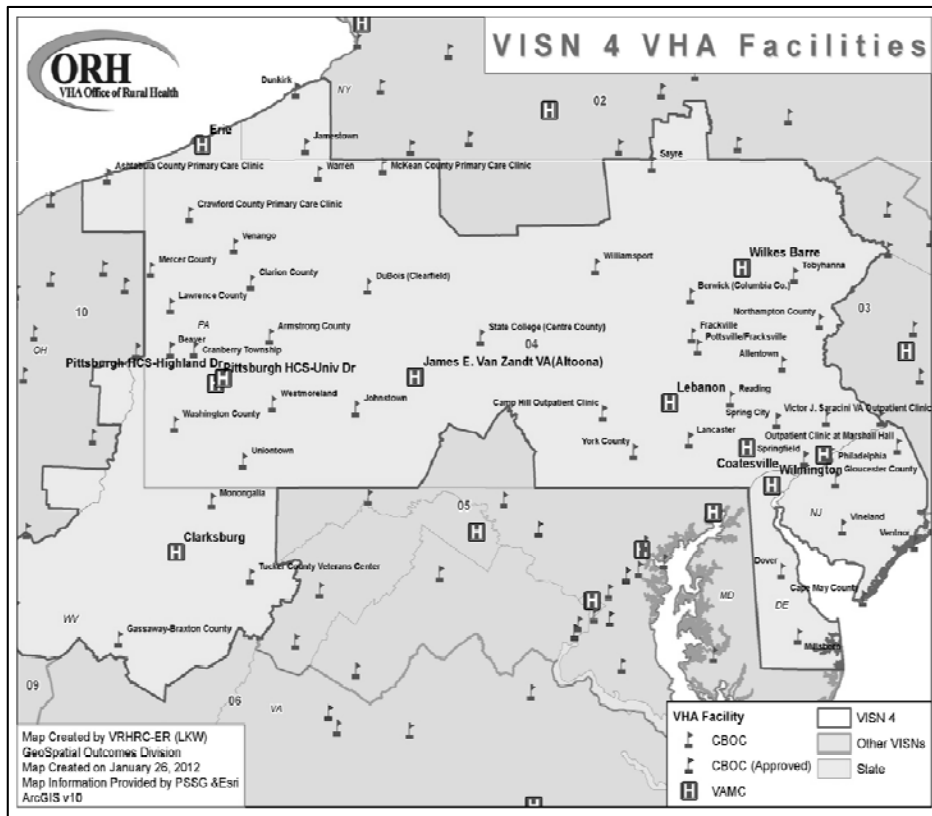 VISN 4 VHA Facilities
ORH
VHA Office of Rural Health
Dunkirk
NY
02
Erie
Jamestown
Sayre
Ashtabula County Primary Care Clinic
Warren
McKean County Primary Care Clinic
Crawford County Primary Care Clinic
Venango
Mercer County
Clarion County
DuBois (Clearfield)
Williamsport
Wilkes Barre
Tobyhanna
Berwick (Columbia Co.)
Lawrence County
10
PA
Armstrong County
State College (Centre County)
04
Northampton County
03
Frackville
Pottsville/Frackville
OH
Beaver
Cranberry Township
Allentown
Pittsburgh-HCS-Highland Dr
Pittsburgh HCS-Univ Dr
James E. Van Zandt VA(Altoona)
Lebanon
Reading
Westmoreland
Johnstown
Camp Hill Outpatient Clinic
Spring City
Victor J. Saracini VA Outpatient Clinic
Washington County
Lancaster
York County
Outpatient Clinic at Marshall Hall
Springfield
Philadelphia
Uniontown
Coatesville
Wilmington
Gloucester County
Monongalia
05
NJ
Vineland
Ventnor
Clarksburg
Tucker County Veterans Center
Dover
Cape May County
MD
DE
WV
Gassaway-Braxton County
Millsboro
09
06
VA
Map Created by VRHRC-ER (LKW)
GeoSpatial Outcomes Division
Map Created on January 26, 2012
Map Information Provided by PSSG &Esri
ArcGIS v10
VHA Facility
CBOC
CBOC (Approved)
H VAMC
VISN 4
Other VISNs
State